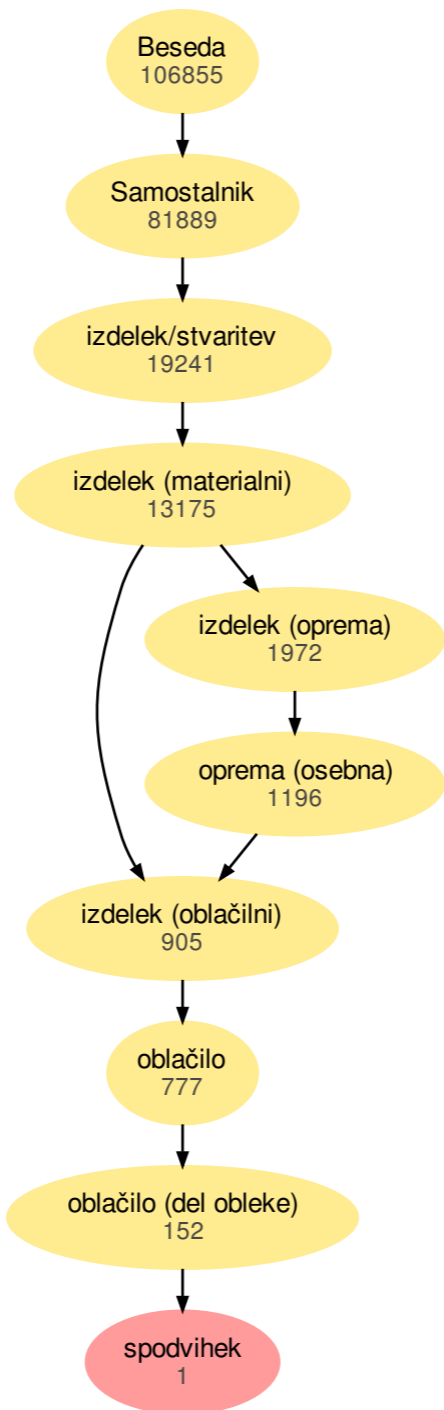 Beseda
106855
Samostalnik
81889
izdelek/stvaritev
19241
izdelek (materialni)
13175
izdelek (oprema)
1972
oprema (osebna)
1196
izdelek (oblačilni)
905
oblačilo
777
oblačilo (del obleke)
152
spodvihek
1